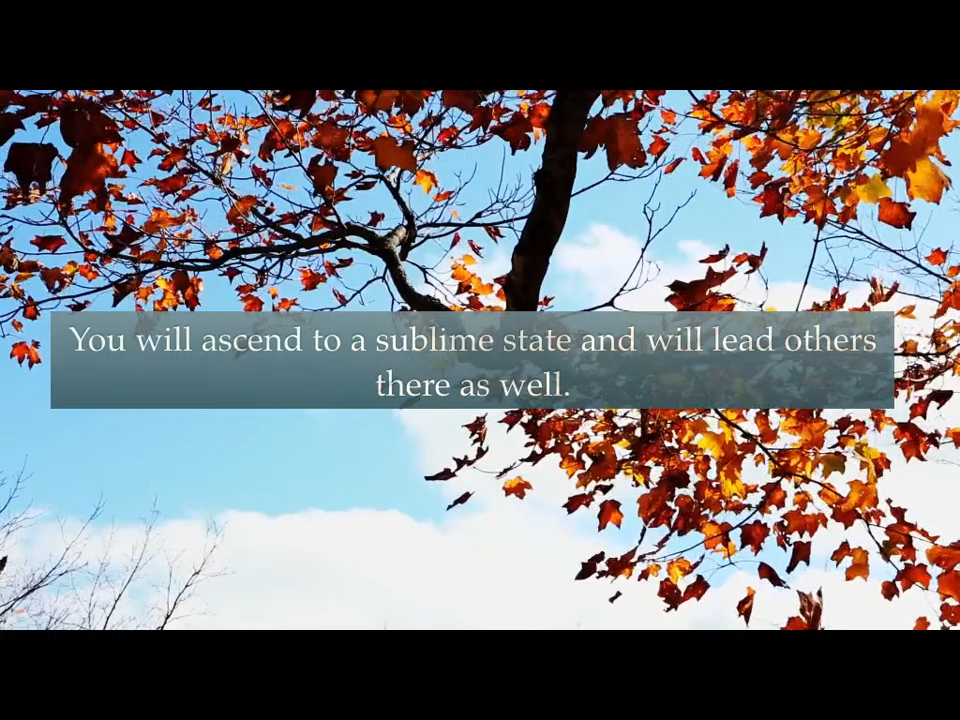 You will ascend to a sublime state and will lead others
there as well.